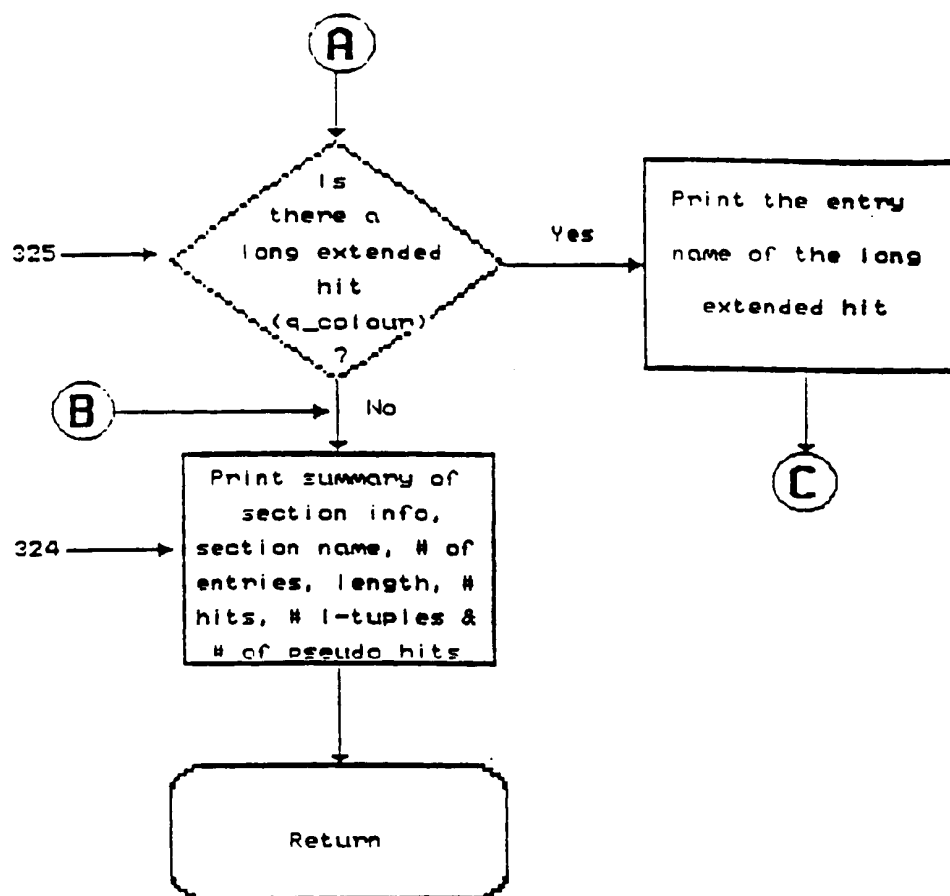 A
Is
there a
long extended
hit
(q_colour)
?
325
Yes
Print the entry
name of the long
extended hit
B
No
C
Print summary of
section info,
section name, # of
entries, length, #
hits, # l-tuples &
# of pseudo hits
324
Return